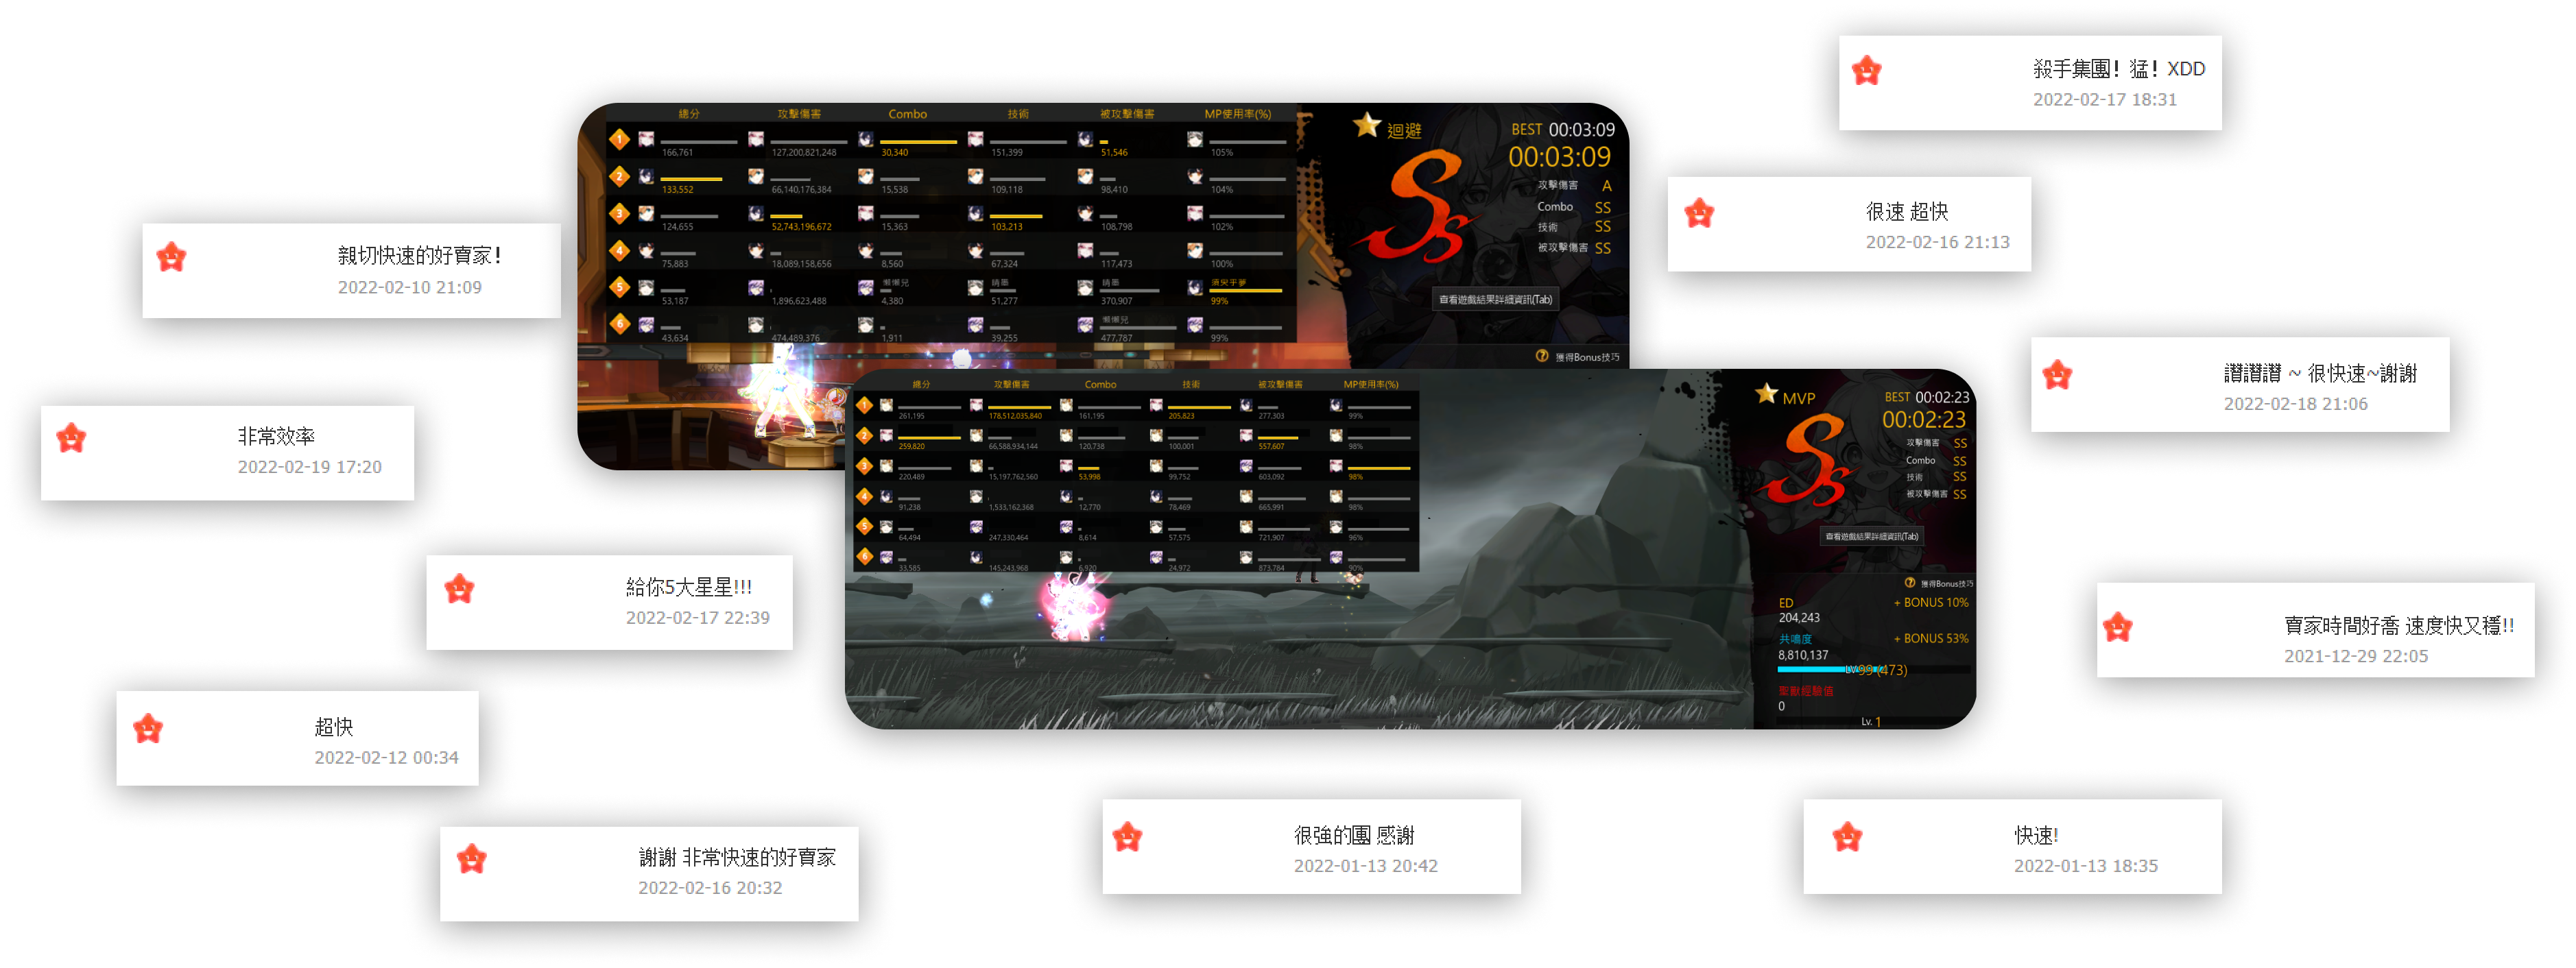 殺手集團! 猛! XDD
2022-02-17 18:31
很速 超快
2022-02-16 21:13
親切快速的好賣家!
2022-02-10 21:09
讚讚讚 ~ 很快速~謝謝
2022-02-18 21:06
非常效率
2022-02-19 17:20
給你5大星星!!!
2022-02-17 22:39
賣家時間好喬 速度快又穩!!
2021-12-29 22:05
超快
2022-02-12 00:34
謝謝 非常快速的好賣家
2022-02-16 20:32
很強的團 感謝
2022-01-13 20:42
快速!
2022-01-13 18:35
總分 攻擊傷害 Combo 技術 被攻擊傷害 MP使用率(%)
1 166,761 127,200,821,248 30,340 151,399 51,546 105%
2 133,552 66,140,176,384 15,538 109,118 98,410 104%
3 124,655 52,743,196,672 15,363 103,213 108,798 102%
4 75,883 18,089,158,656 8,560 67,324 117,473 100%
懶懶兒
5 53,187 1,896,623,488 4,380 51,277 370,907 99%
懶懶兒
6 43,634 474,489,376 1,911 39,255 477,787 99%
迴避
BEST 00:03:09
00:03:09
攻擊傷害 A
Combo SS
技術 SS
被攻擊傷害 SS
SS
查看遊戲結果詳細資訊(Tab)
? 獲得Bonus技巧
總分 攻擊傷害 Combo 技術 被攻擊傷害 MP使用率(%)
1 261,195 178,512,035,840 161,195 205,823 277,303 99%
2 259,820 66,588,934,144 120,738 100,001 557,607 98%
3 220,489 15,197,762,560 53,998 99,752 603,092 98%
4 91,238 1,533,162,368 12,770 78,469 665,991 98%
5 64,494 247,330,464 8,614 57,575 721,907 96%
6 33,585 145,243,968 6,920 24,972 873,784 90%
MVP
BEST 00:02:23
00:02:23
攻擊傷害 SS
Combo SS
技術 SS
被攻擊傷害 SS
SS
查看遊戲結果詳細資訊(Tab)
? 獲得Bonus技巧
ED + BONUS 10%
204,243
共鳴度 + BONUS 53%
8,810,137
LV 99 (473)
聖獸經驗值
0
Lv. 1